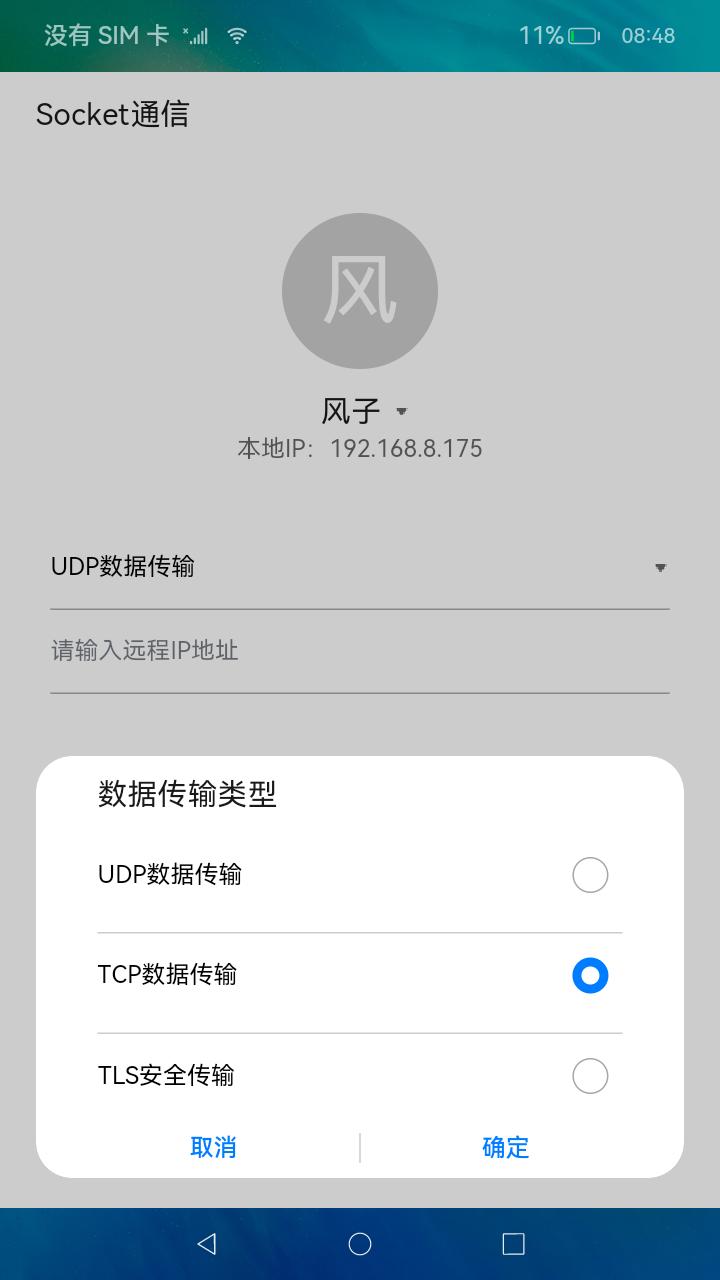 没有 SIM 卡 11% 08:48
Socket通信
风
风子
本地IP: 192.168.8.175
UDP数据传输
请输入远程IP地址
数据传输类型
UDP数据传输
TCP数据传输
TLS安全传输
取消 确定